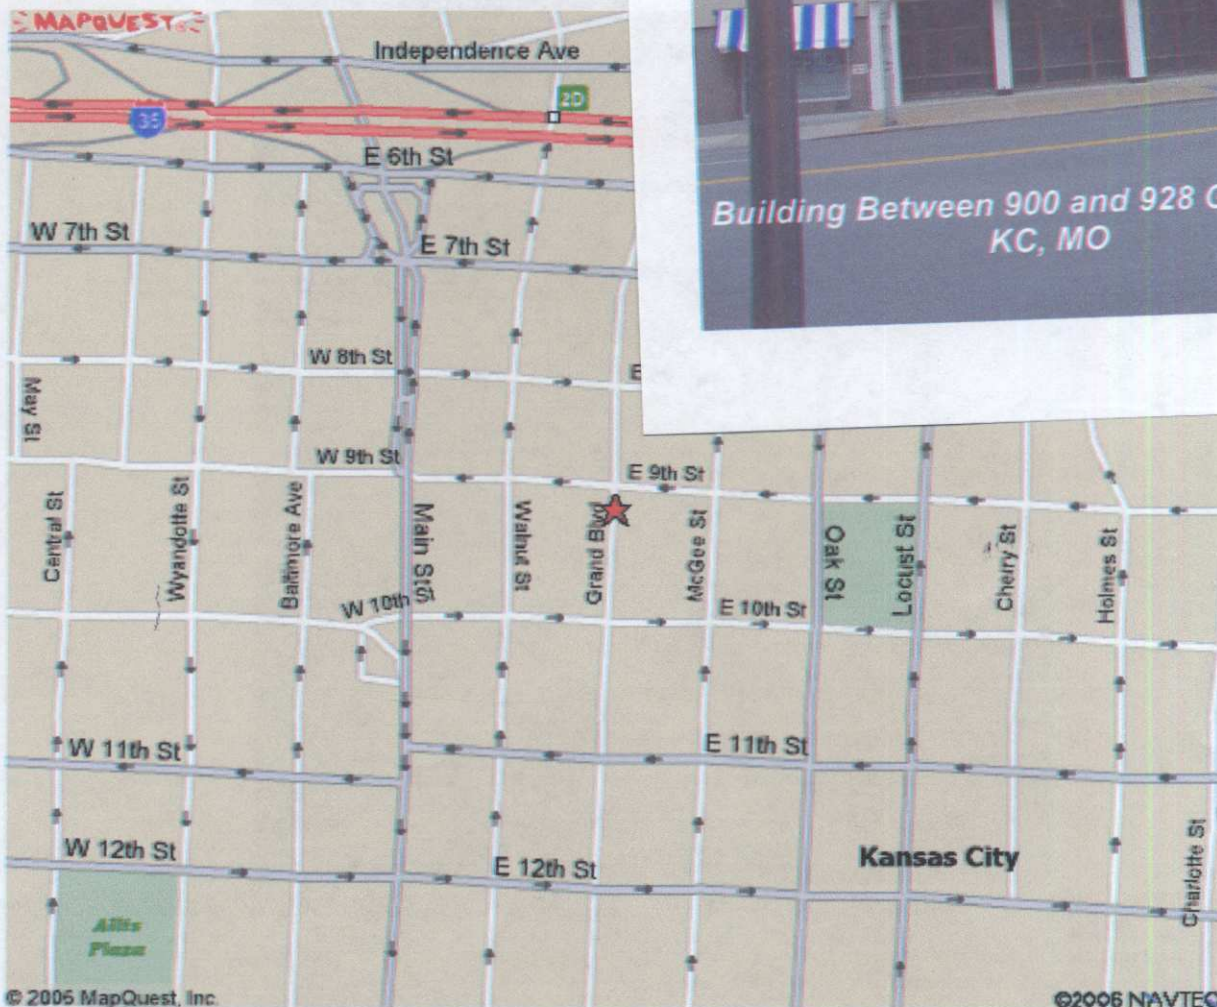 MAPQUEST
Independence Ave
2D
35
E 6th St
W 7th St
E 7th St
W 8th St
E
May St
W 9th St
E 9th St
Central St
Wyandotte St
Baltimore Ave
Main St
Walnut St
Grand Blvd
McGee St
Oak St
Locust St
Cherry St
Holmes St
W 10th St
E 10th St
W 11th St
E 11th St
W 12th St
E 12th St
Kansas City
Charlotte St
Allis
Plaza
© 2006 MapQuest, Inc.
©2006 NAVTEC
Building Between 900 and 928
KC, MO